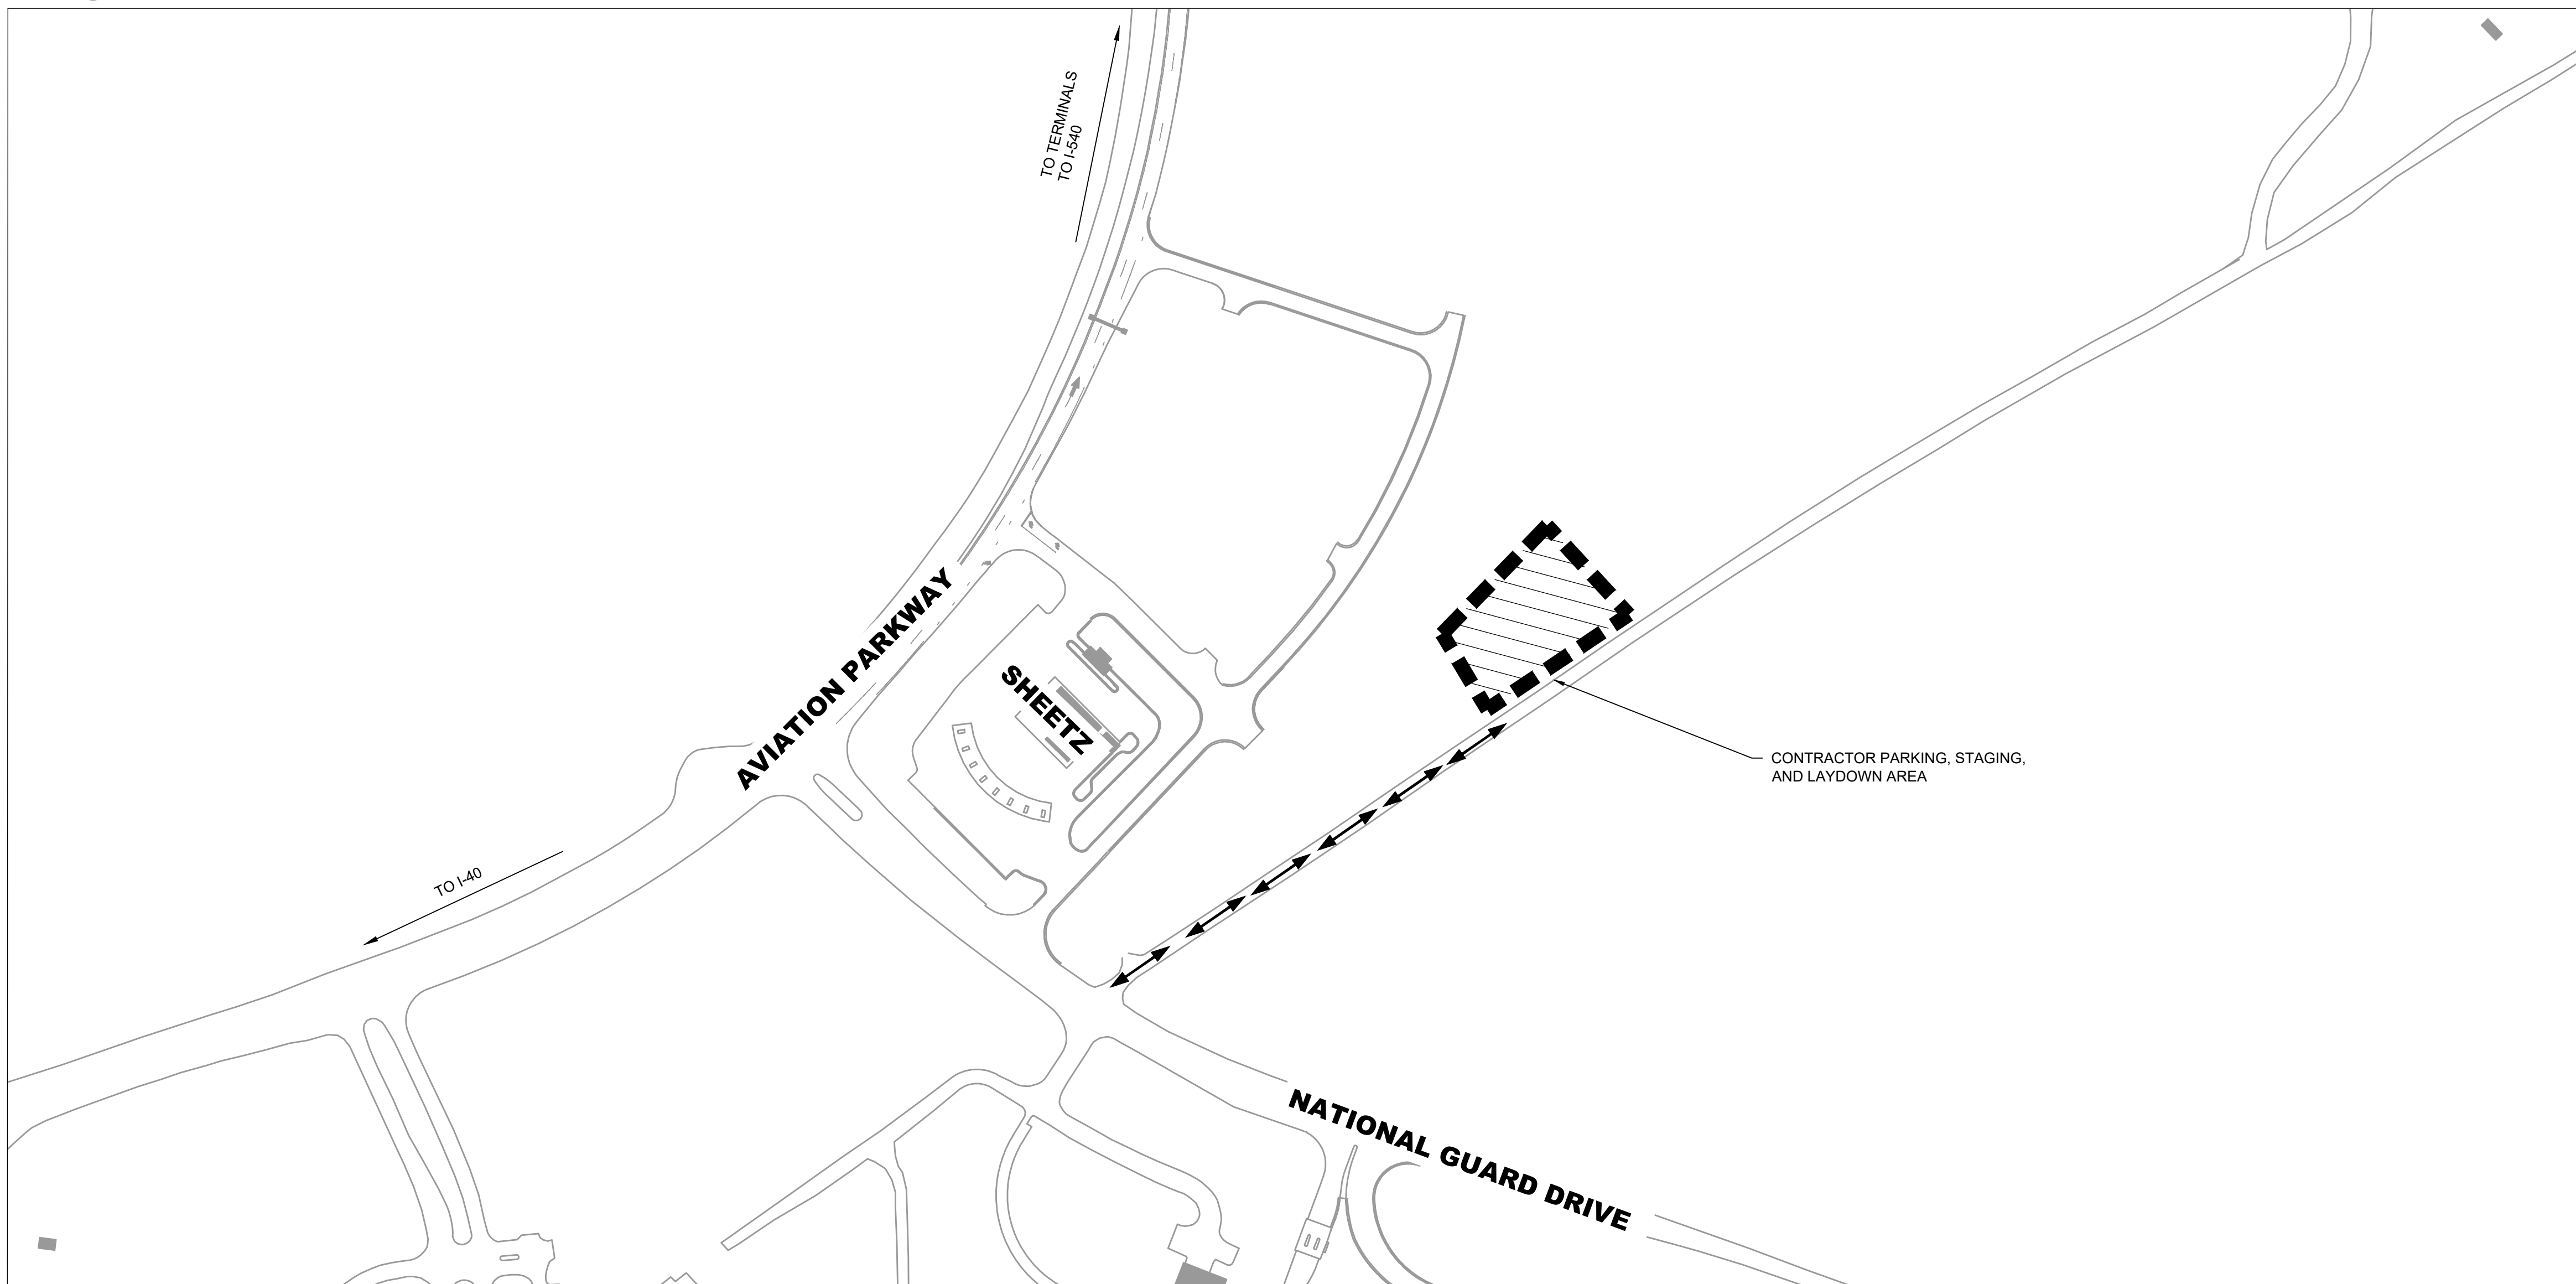 TO TERMINALS
TO I-540
AVIATION PARKWAY
SHEETZ
CONTRACTOR PARKING, STAGING,
AND LAYDOWN AREA
TO I-40
NATIONAL GUARD DRIVE